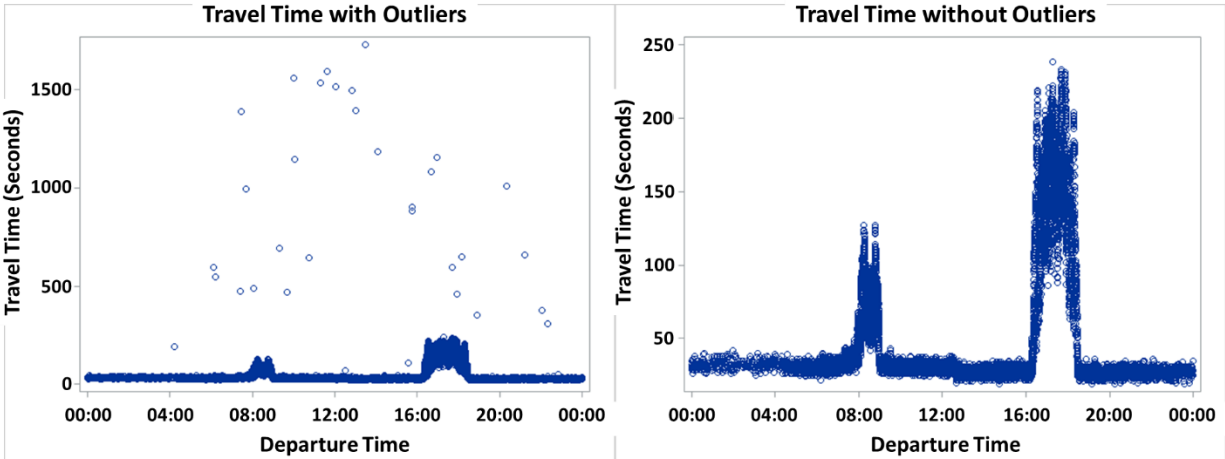 Travel Time with Outliers
Travel Time (Seconds)
1500
1000
500
0
00:00 04:00 08:00 12:00 16:00 20:00 00:00
Departure Time
Travel Time without Outliers
Travel Time (Seconds)
250
200
150
100
50
00:00 04:00 08:00 12:00 16:00 20:00 00:00
Departure Time